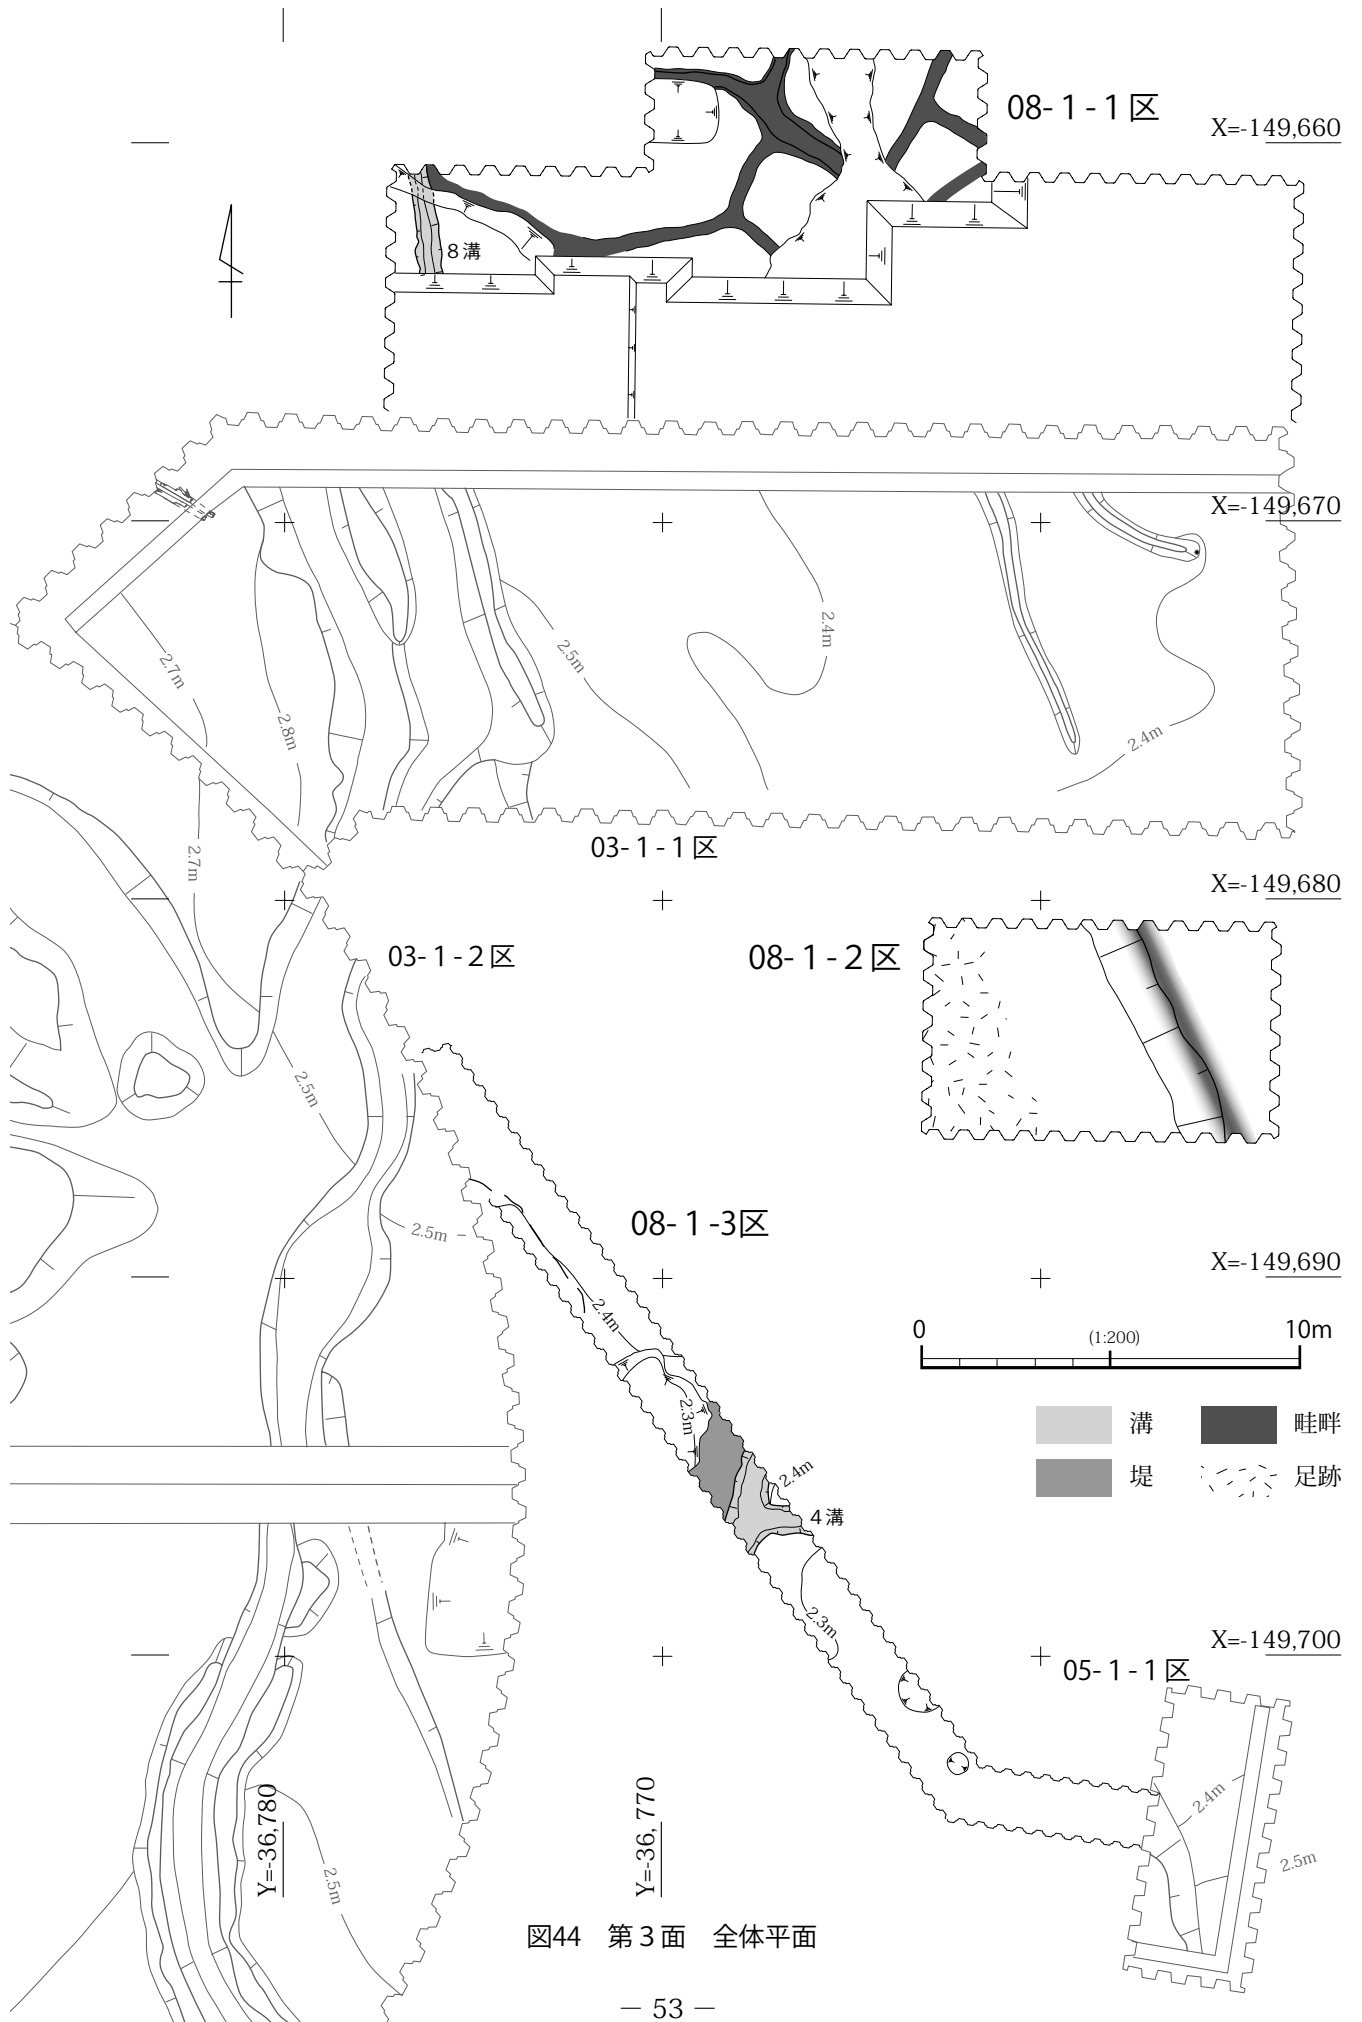 08-1-1区
X=-149,660
8溝
X=-149,670
2.7m
2.8m
2.5m
2.4m
2.4m
2.7m
03-1-1区
X=-149,680
03-1-2区
08-1-2区
2.5m
2.5m
08-1-3区
X=-149,690
2.4m
0
(1:200)
10m
2.3m
溝
畦畔
堤
足跡
2.4m
4溝
2.3m
X=-149,700
05-1-1区
Y=-36,780
Y=-36,770
2.4m
2.5m
2.5m
図44　第3面　全体平面
— 53 —